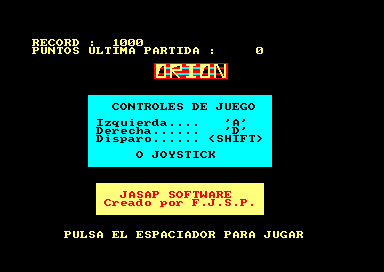 RECORD :  1000
PUNTOS ULTIMA PARTIDA :     0
ORION
CONTROLES DE JUEGO
Izquierda....   'A'
Derecha......   'D'
Disparo...... <SHIFT>
O JOYSTICK
JASAP SOFTWARE
Creado por F.J.S.P.
PULSA EL ESPACIADOR PARA JUGAR